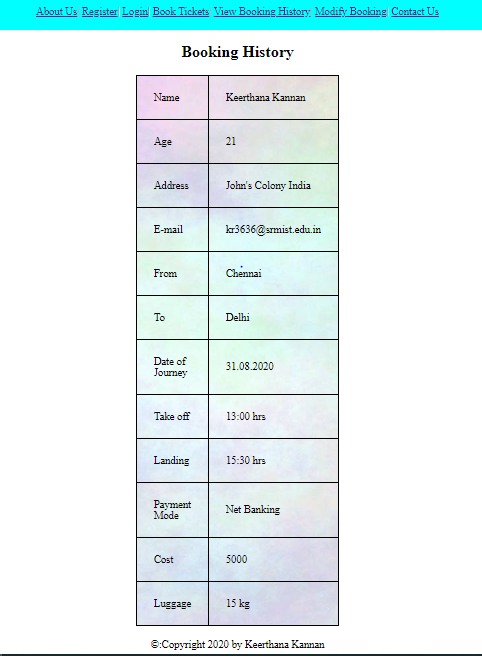 About Us| Register| Login| Book Tickets| View Booking History| Modify Booking| Contact Us
Booking History
Name Keerthana Kannan
Age 21
Address John's Colony India
E-mail kr3636@srmist.edu.in
From Chennai
To Delhi
Date of
Journey 31.08.2020
Take off 13:00 hrs
Landing 15:30 hrs
Payment
Mode Net Banking
Cost 5000
Luggage 15 kg
©:Copyright 2020 by Keerthana Kannan